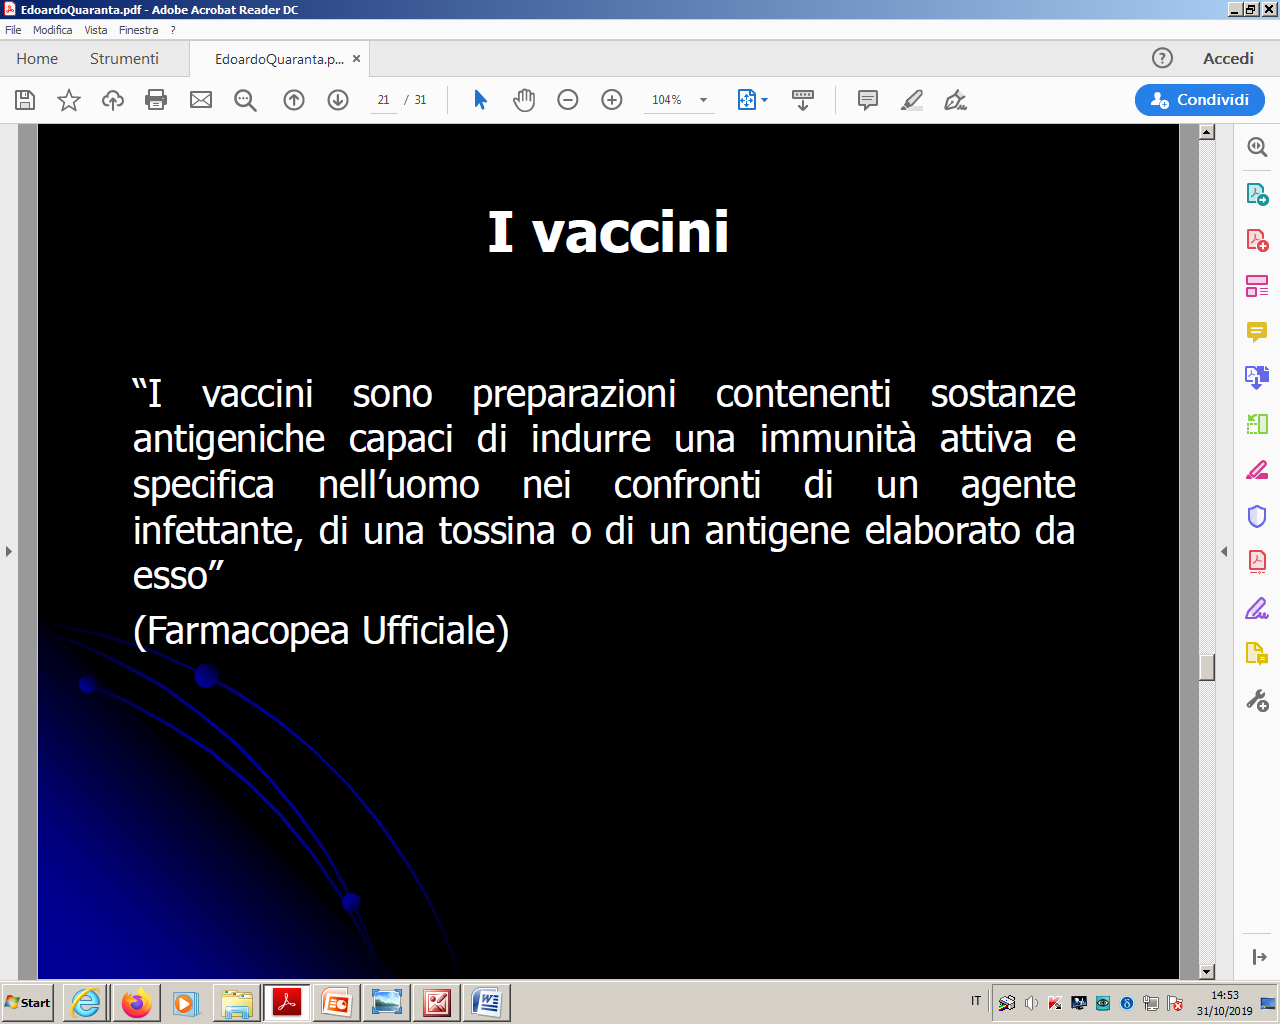 EdoardoQuaranta.pdf - Adobe Acrobat Reader DC
File Modifica Vista Finestra ?
Home Strumenti EdoardoQuaranta.p... × Accedi
21 / 31 104% Condividi
I vaccini
“I vaccini sono preparazioni contenenti sostanze
antigeniche capaci di indurre una immunità attiva e
specifica nell’uomo nei confronti di un agente
infettante, di una tossina o di un antigene elaborato da
esso”
(Farmacopea Ufficiale)
Start IT 14:53
31/10/2019